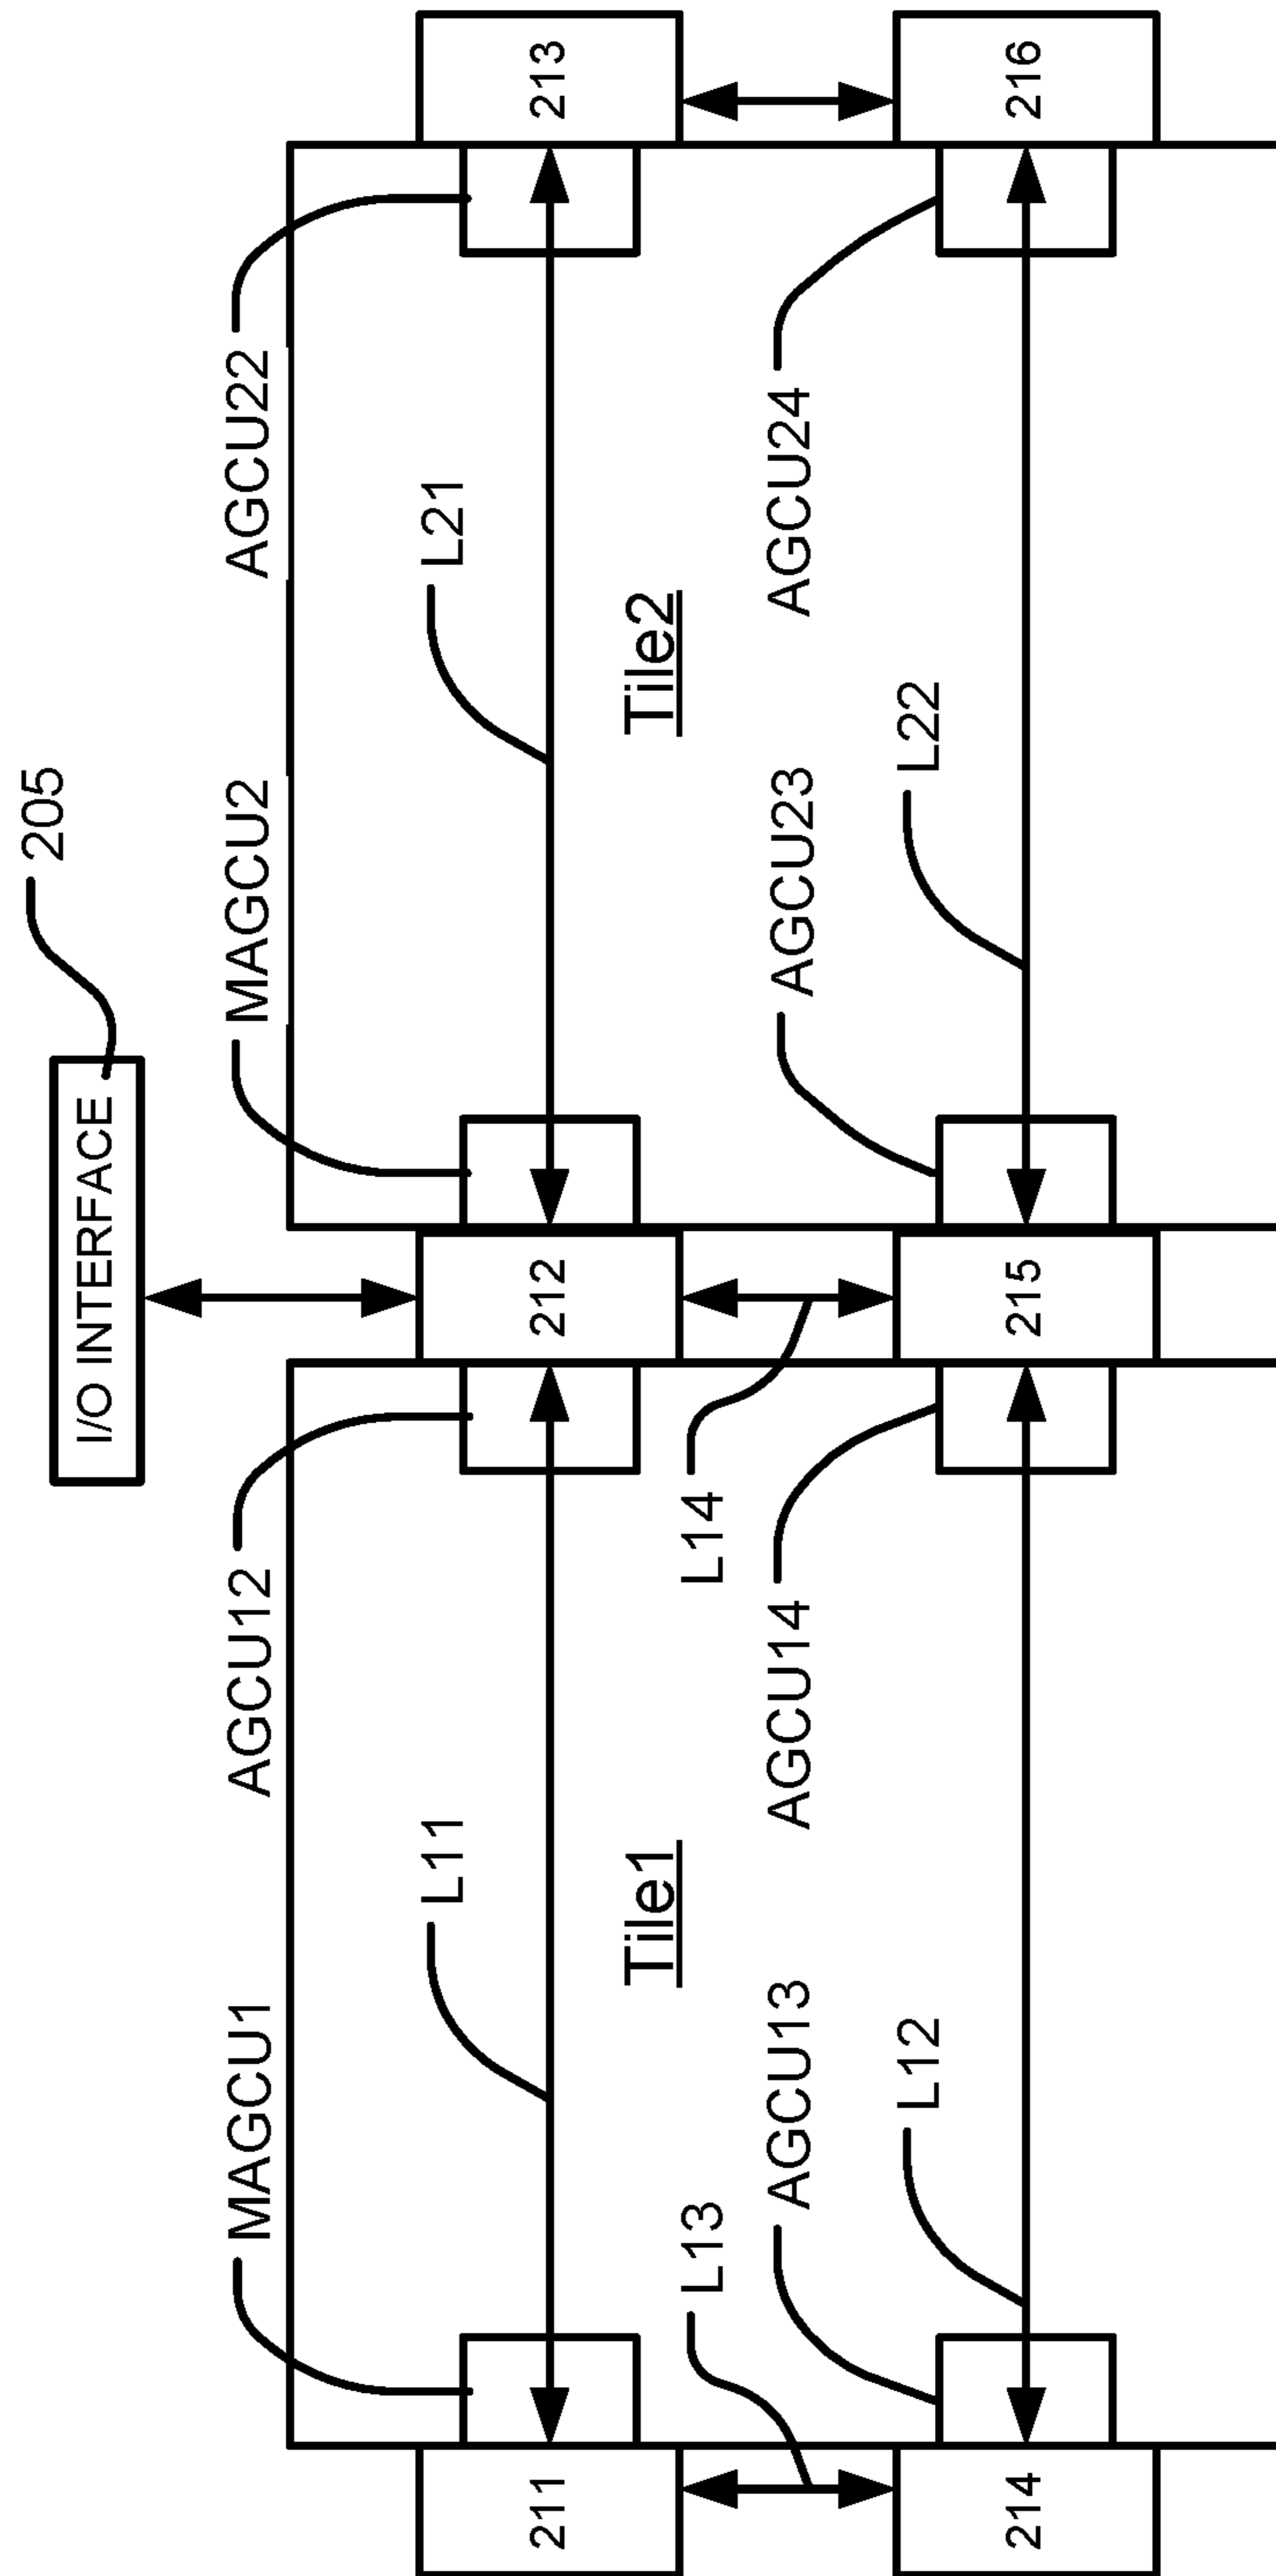 205
I/O INTERFACE
MAGCU1
AGCU12
MAGCU2
AGCU22
L11
L21
211
212
213
Tile1
Tile2
L13
L14
AGCU13
AGCU14
AGCU23
AGCU24
L12
L22
214
215
216